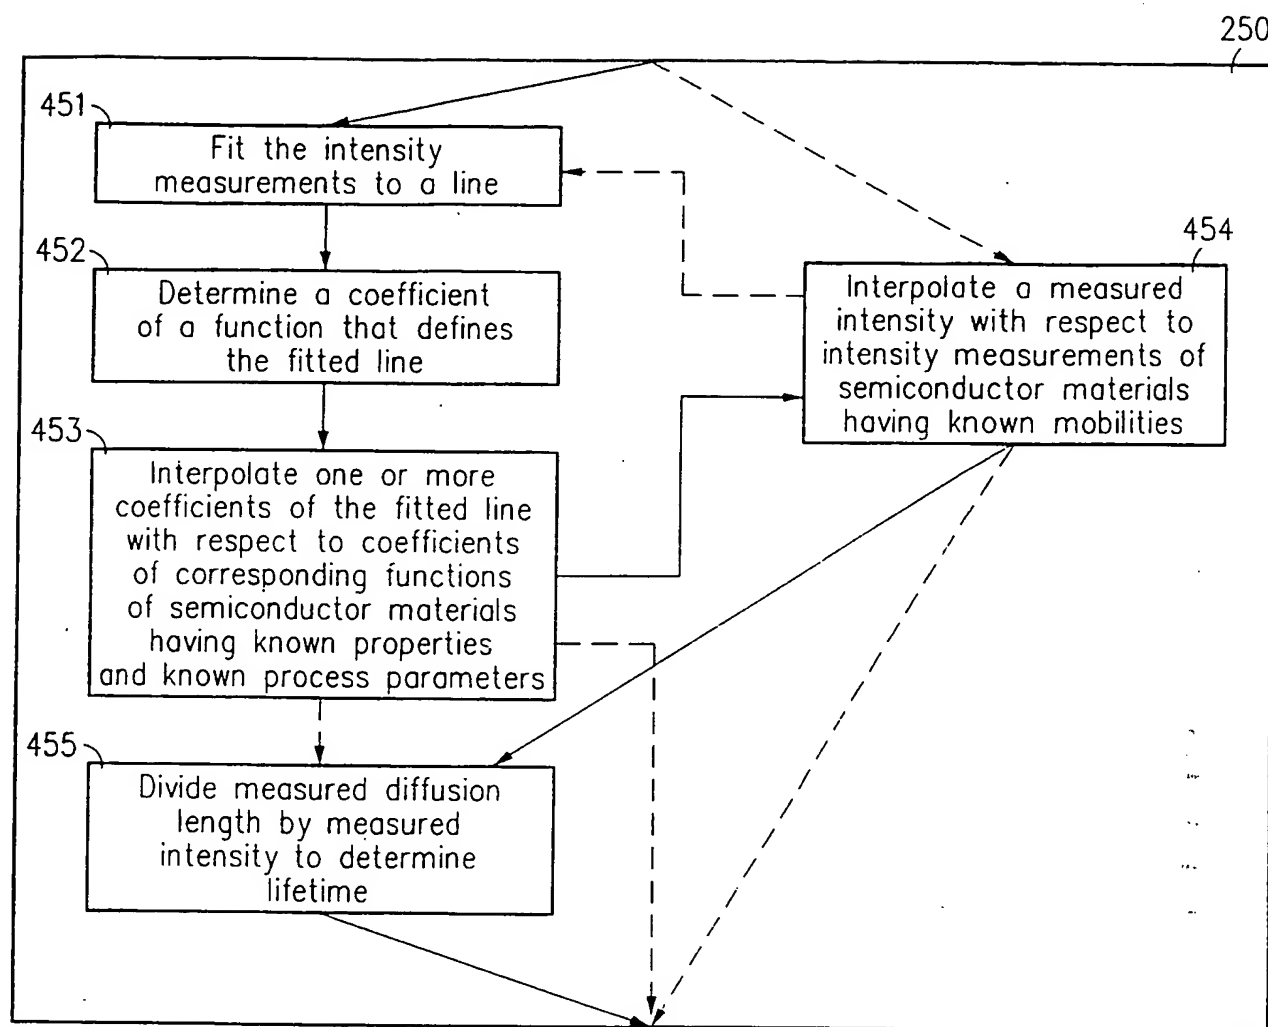 250
451
Fit the intensity
measurements to a line
452
Determine a coefficient
of a function that defines
the fitted line
453
Interpolate one or more
coefficients of the fitted line
with respect to coefficients
of corresponding functions
of semiconductor materials
having known properties
and known process parameters
454
Interpolate a measured
intensity with respect to
intensity measurements of
semiconductor materials
having known mobilities
455
Divide measured diffusion
length by measured
intensity to determine
lifetime